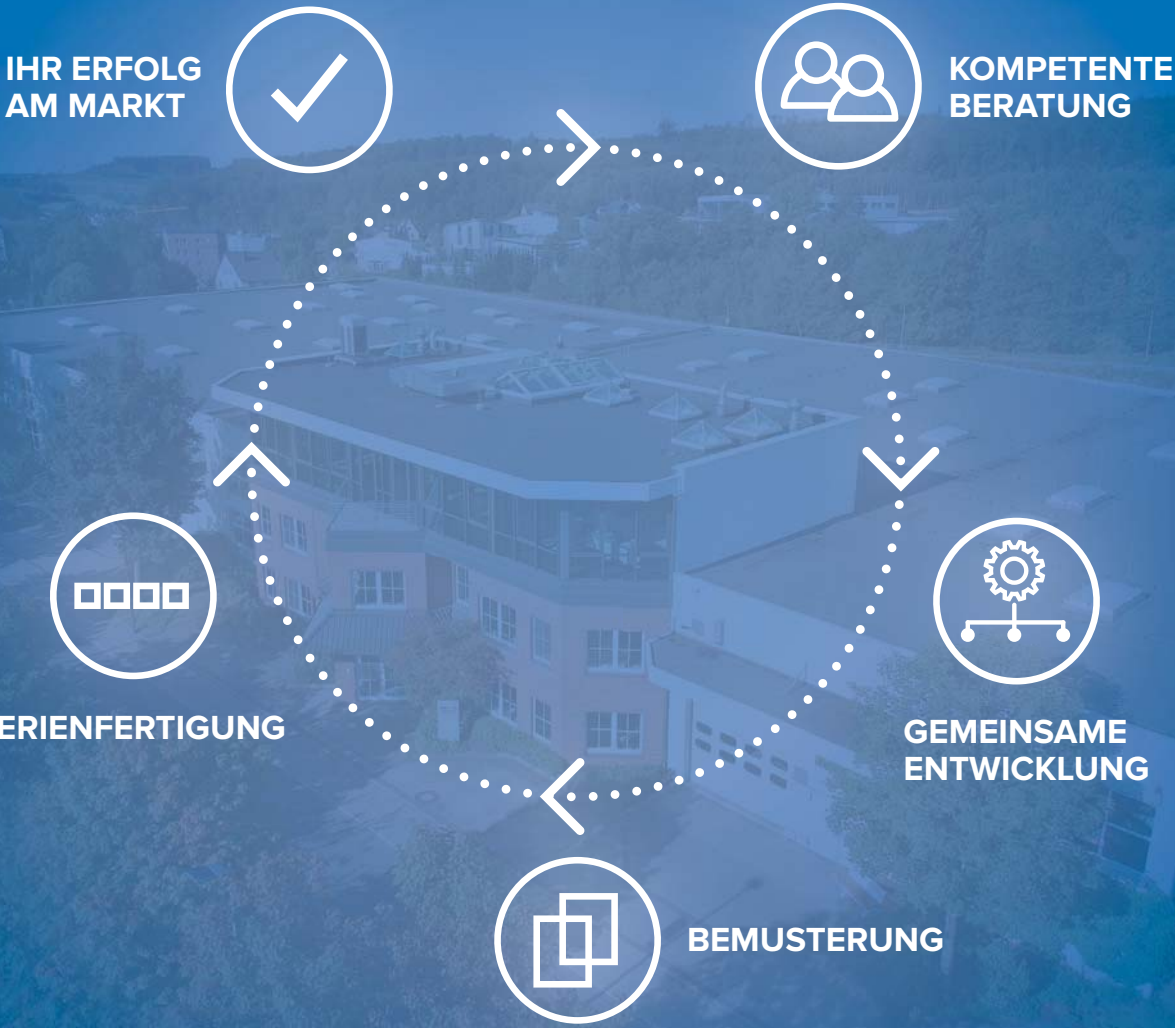 IHR ERFOLG
AM MARKT
KOMPETENTE
BERATUNG
ERIENFERTIGUNG
GEMEINSAME
ENTWICKLUNG
BEMUSTERUNG